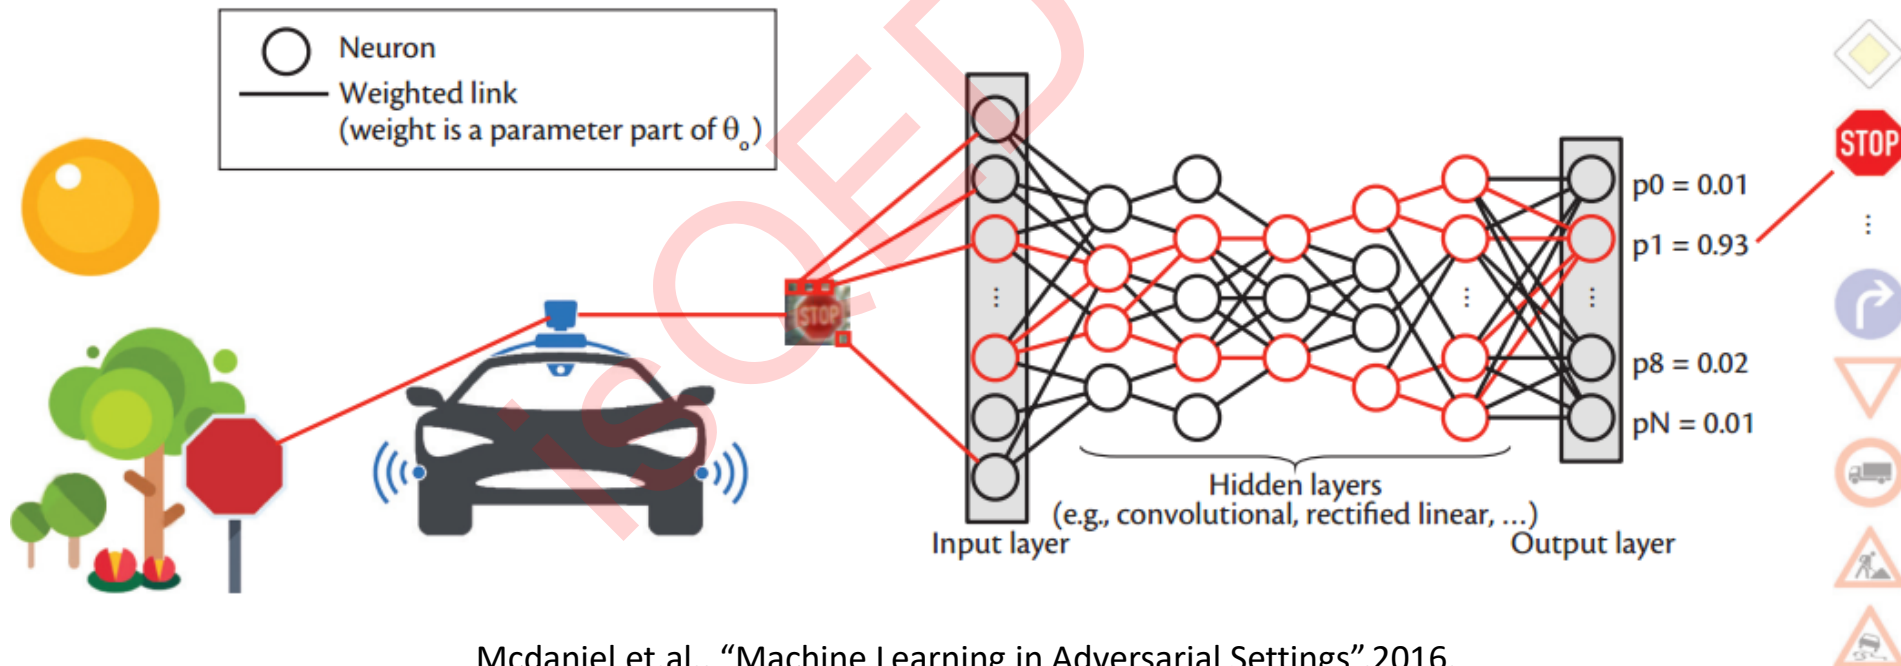 Neuron
Weighted link
(weight is a parameter part of θo)
STOP
p0 = 0.01
p1 = 0.93
⋮
⋮
⋮
⋮
STOP
p8 = 0.02
pN = 0.01
Hidden layers
(e.g., convolutional, rectified linear, ...)
Input layer
Output layer
isQED
Mcdaniel et al., “Machine Learning in Adversarial Settings”,2016